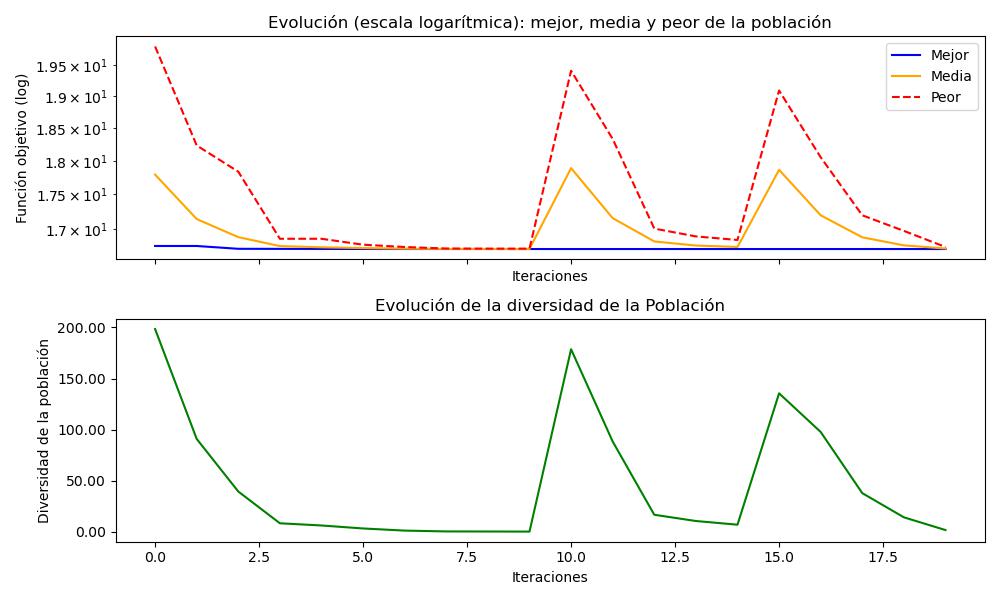 Evolución (escala logarítmica): mejor, media y peor de la población
Función objetivo (log)
1.95 × 10¹
1.9 × 10¹
1.85 × 10¹
1.8 × 10¹
1.75 × 10¹
1.7 × 10¹
Mejor
Media
Peor
Iteraciones
Evolución de la diversidad de la Población
Diversidad de la población
200.00
150.00
100.00
50.00
0.00
0.0 2.5 5.0 7.5 10.0 12.5 15.0 17.5
Iteraciones